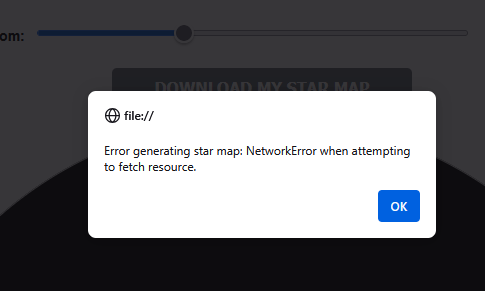 om:
DOWNLOAD MY STAR MAP
file://
Error generating star map: NetworkError when attempting
to fetch resource.
OK